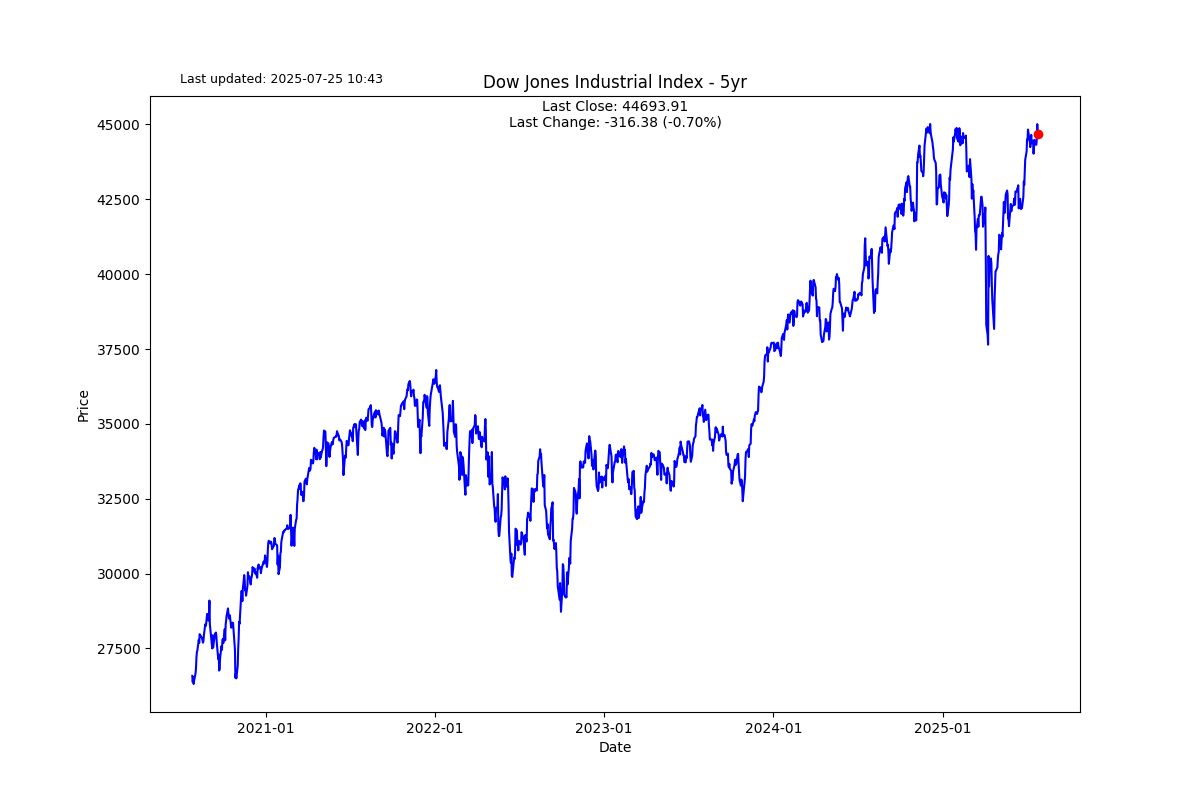 Last updated: 2025-07-25 10:43
Dow Jones Industrial Index - 5yr
Last Close: 44693.91
Last Change: -316.38 (-0.70%)
45000
42500
40000
37500
35000
32500
30000
27500
Price
2021-01
2022-01
2023-01
2024-01
2025-01
Date